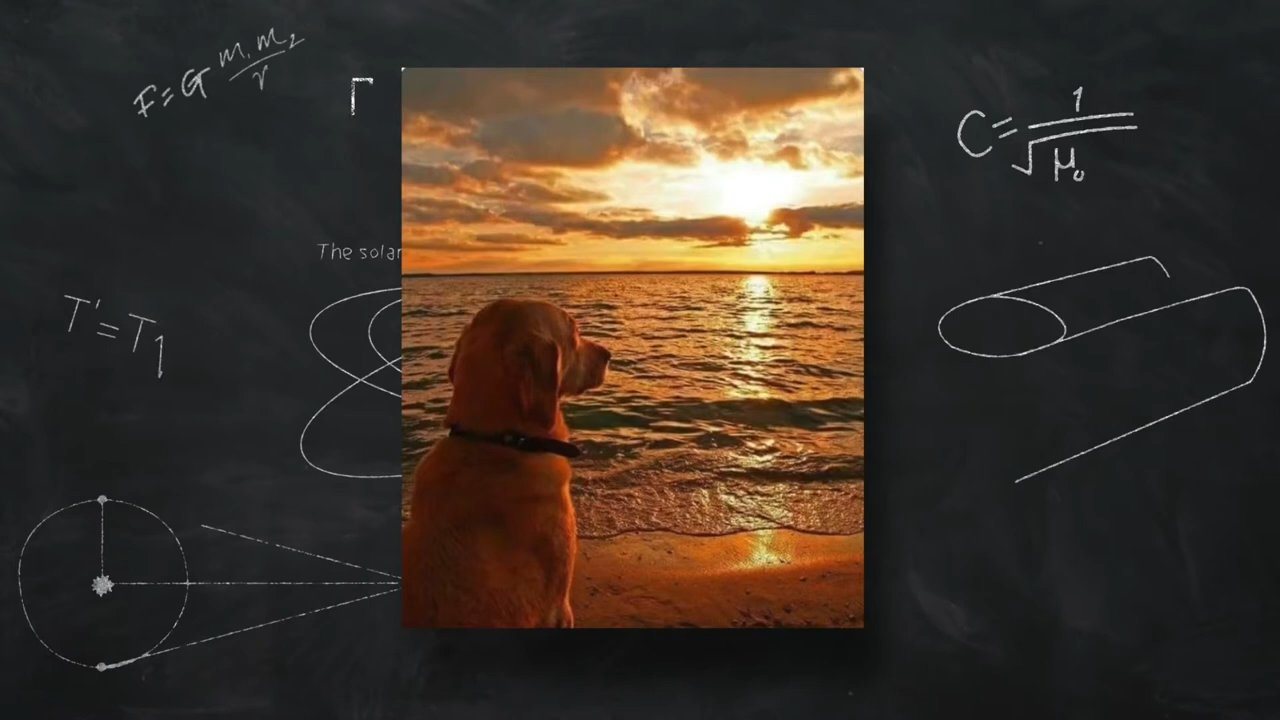 F=G m₁m₂/r
Γ
C=1/√μ₀
The solar
T'=T₁